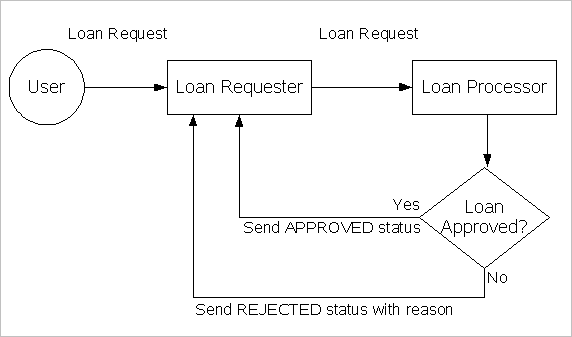 Loan Request
Loan Request
User
Loan Requester
Loan Processor
Yes
Loan
Approved?
Send APPROVED status
No
Send REJECTED status with reason